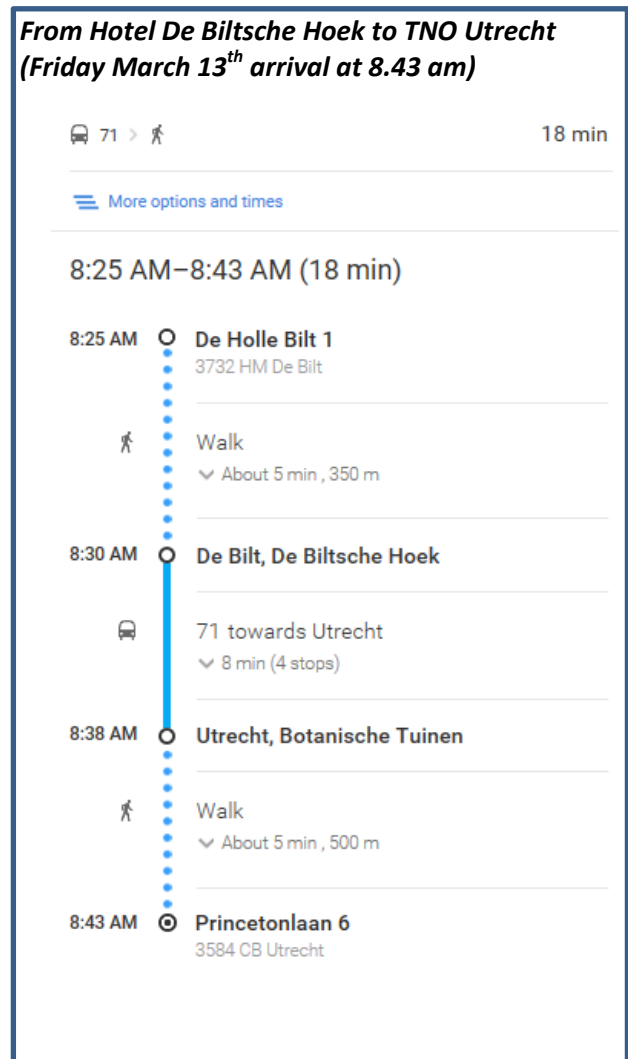 From Hotel De Biltsche Hoek to TNO Utrecht
(Friday March 13th arrival at 8.43 am)
71 > 18 min
More options and times
8:25 AM–8:43 AM (18 min)
8:25 AM De Holle Bilt 1
3732 HM De Bilt
Walk
About 5 min , 350 m
8:30 AM De Bilt, De Biltsche Hoek
71 towards Utrecht
8 min (4 stops)
8:38 AM Utrecht, Botanische Tuinen
Walk
About 5 min , 500 m
8:43 AM Princetonlaan 6
3584 CB Utrecht